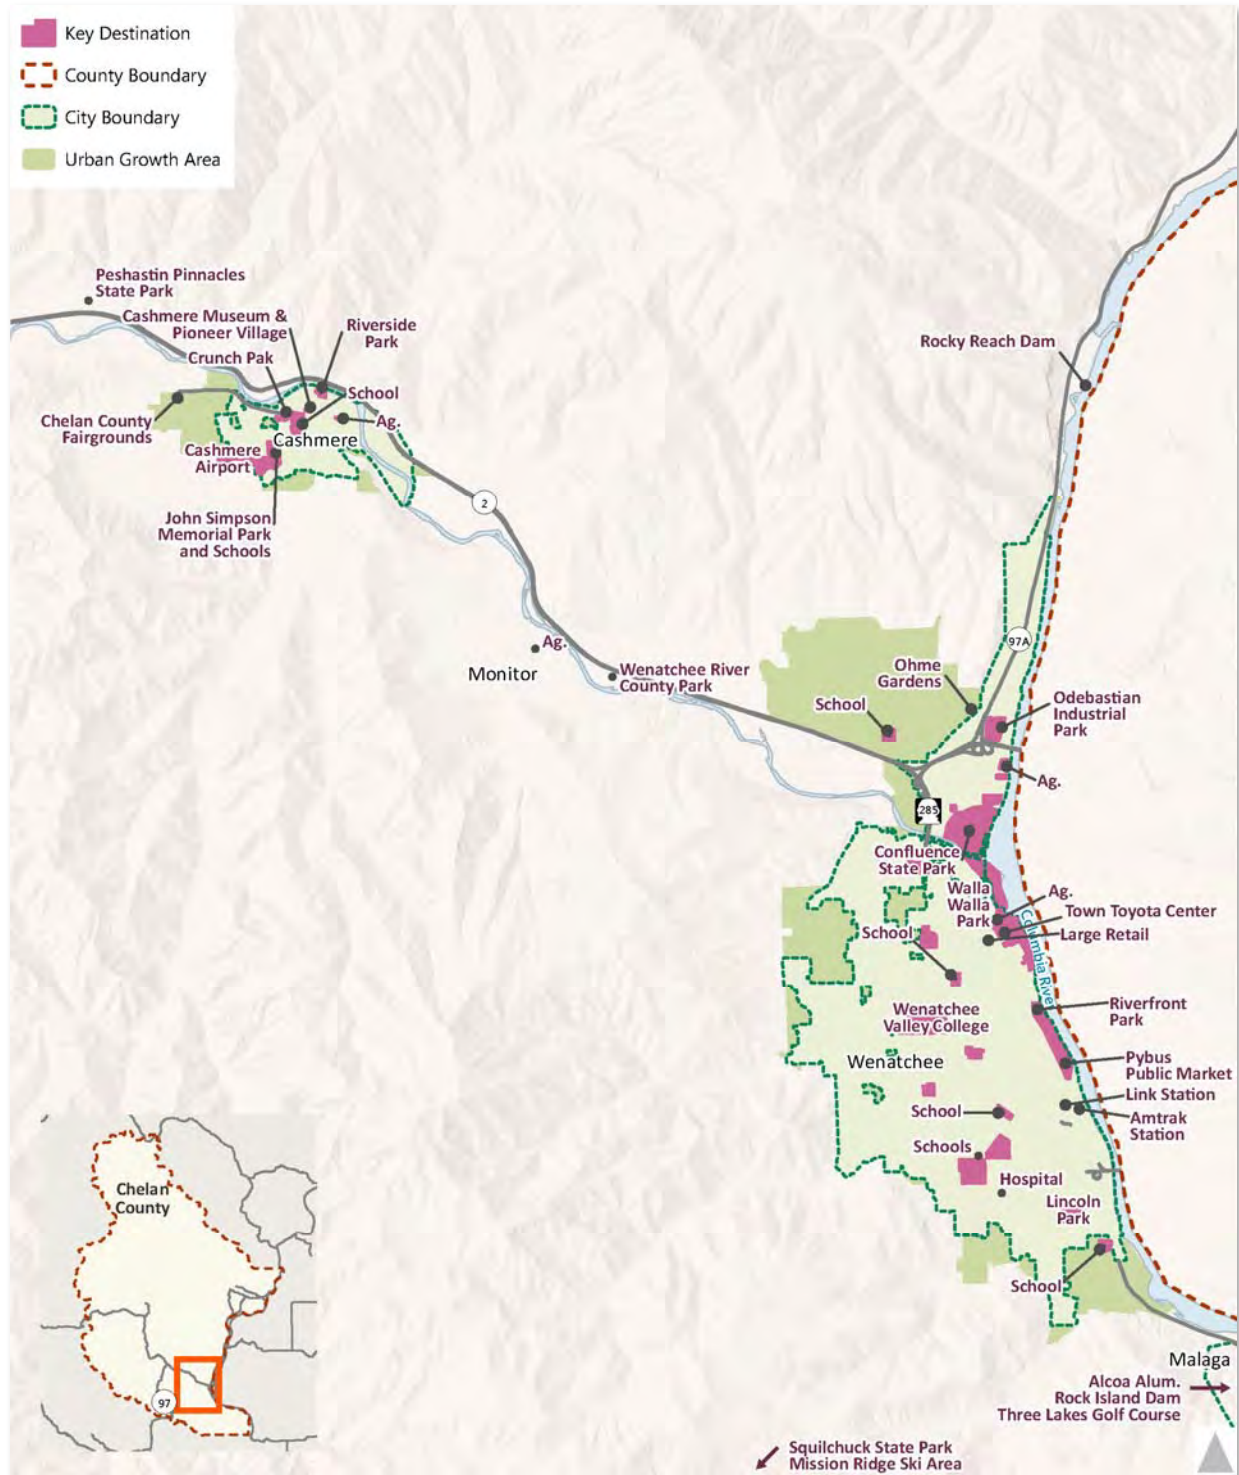 Key Destination
County Boundary
City Boundary
Urban Growth Area
Peshastin Pinnacles
State Park
Cashmere Museum &
Pioneer Village
Riverside
Park
Crunch Pak
School
Chelan County
Fairgrounds
Ag.
Cashmere
Cashmere
Airport
John Simpson
Memorial Park
and Schools
2
Rocky Reach Dam
Ag.
Monitor
Wenatchee River
County Park
97A
Ohme
Gardens
School
Odebastian
Industrial
Park
Ag.
285
Confluence
State Park
Walla
Walla
Park
Ag.
Town Toyota Center
Large Retail
School
Columbia River
Wenatchee
Valley College
Riverfront
Park
Wenatchee
Pybus
Public Market
Link Station
Amtrak
Station
School
Schools
Hospital
Lincoln
Park
School
Malaga
Alcoa Alum.
Rock Island Dam
Three Lakes Golf Course
Squilchuck State Park
Mission Ridge Ski Area
Chelan
County
97